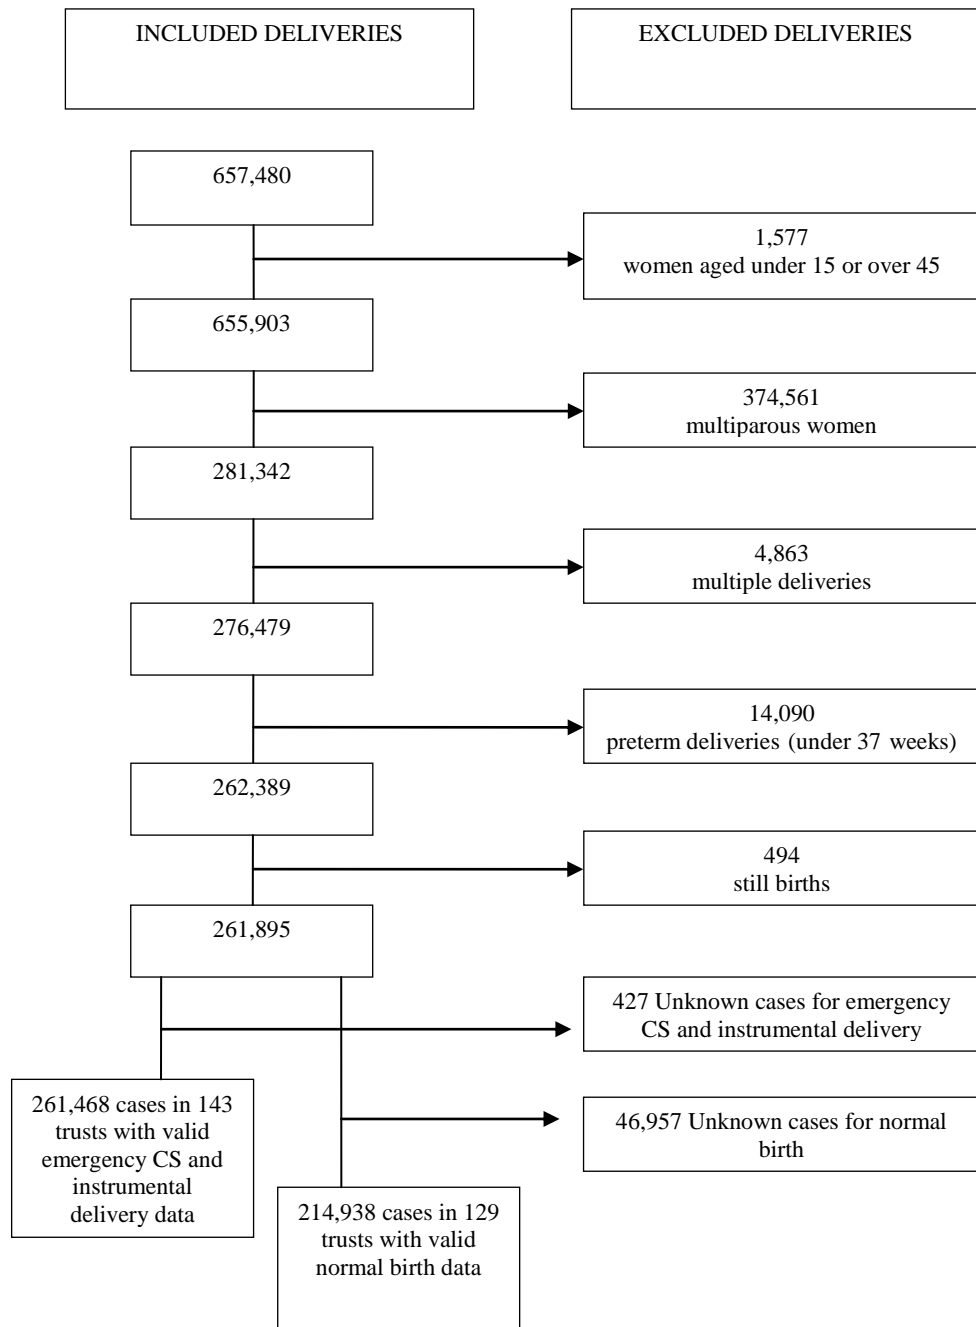 INCLUDED DELIVERIES
EXCLUDED DELIVERIES
657,480
1,577
women aged under 15 or over 45
655,903
374,561
multiparous women
281,342
4,863
multiple deliveries
276,479
14,090
preterm deliveries (under 37 weeks)
262,389
494
still births
261,895
427 Unknown cases for emergency
CS and instrumental delivery
261,468 cases in 143
trusts with valid
emergency CS and
instrumental
delivery data
46,957 Unknown cases for normal
birth
214,938 cases in 129
trusts with valid
normal birth data